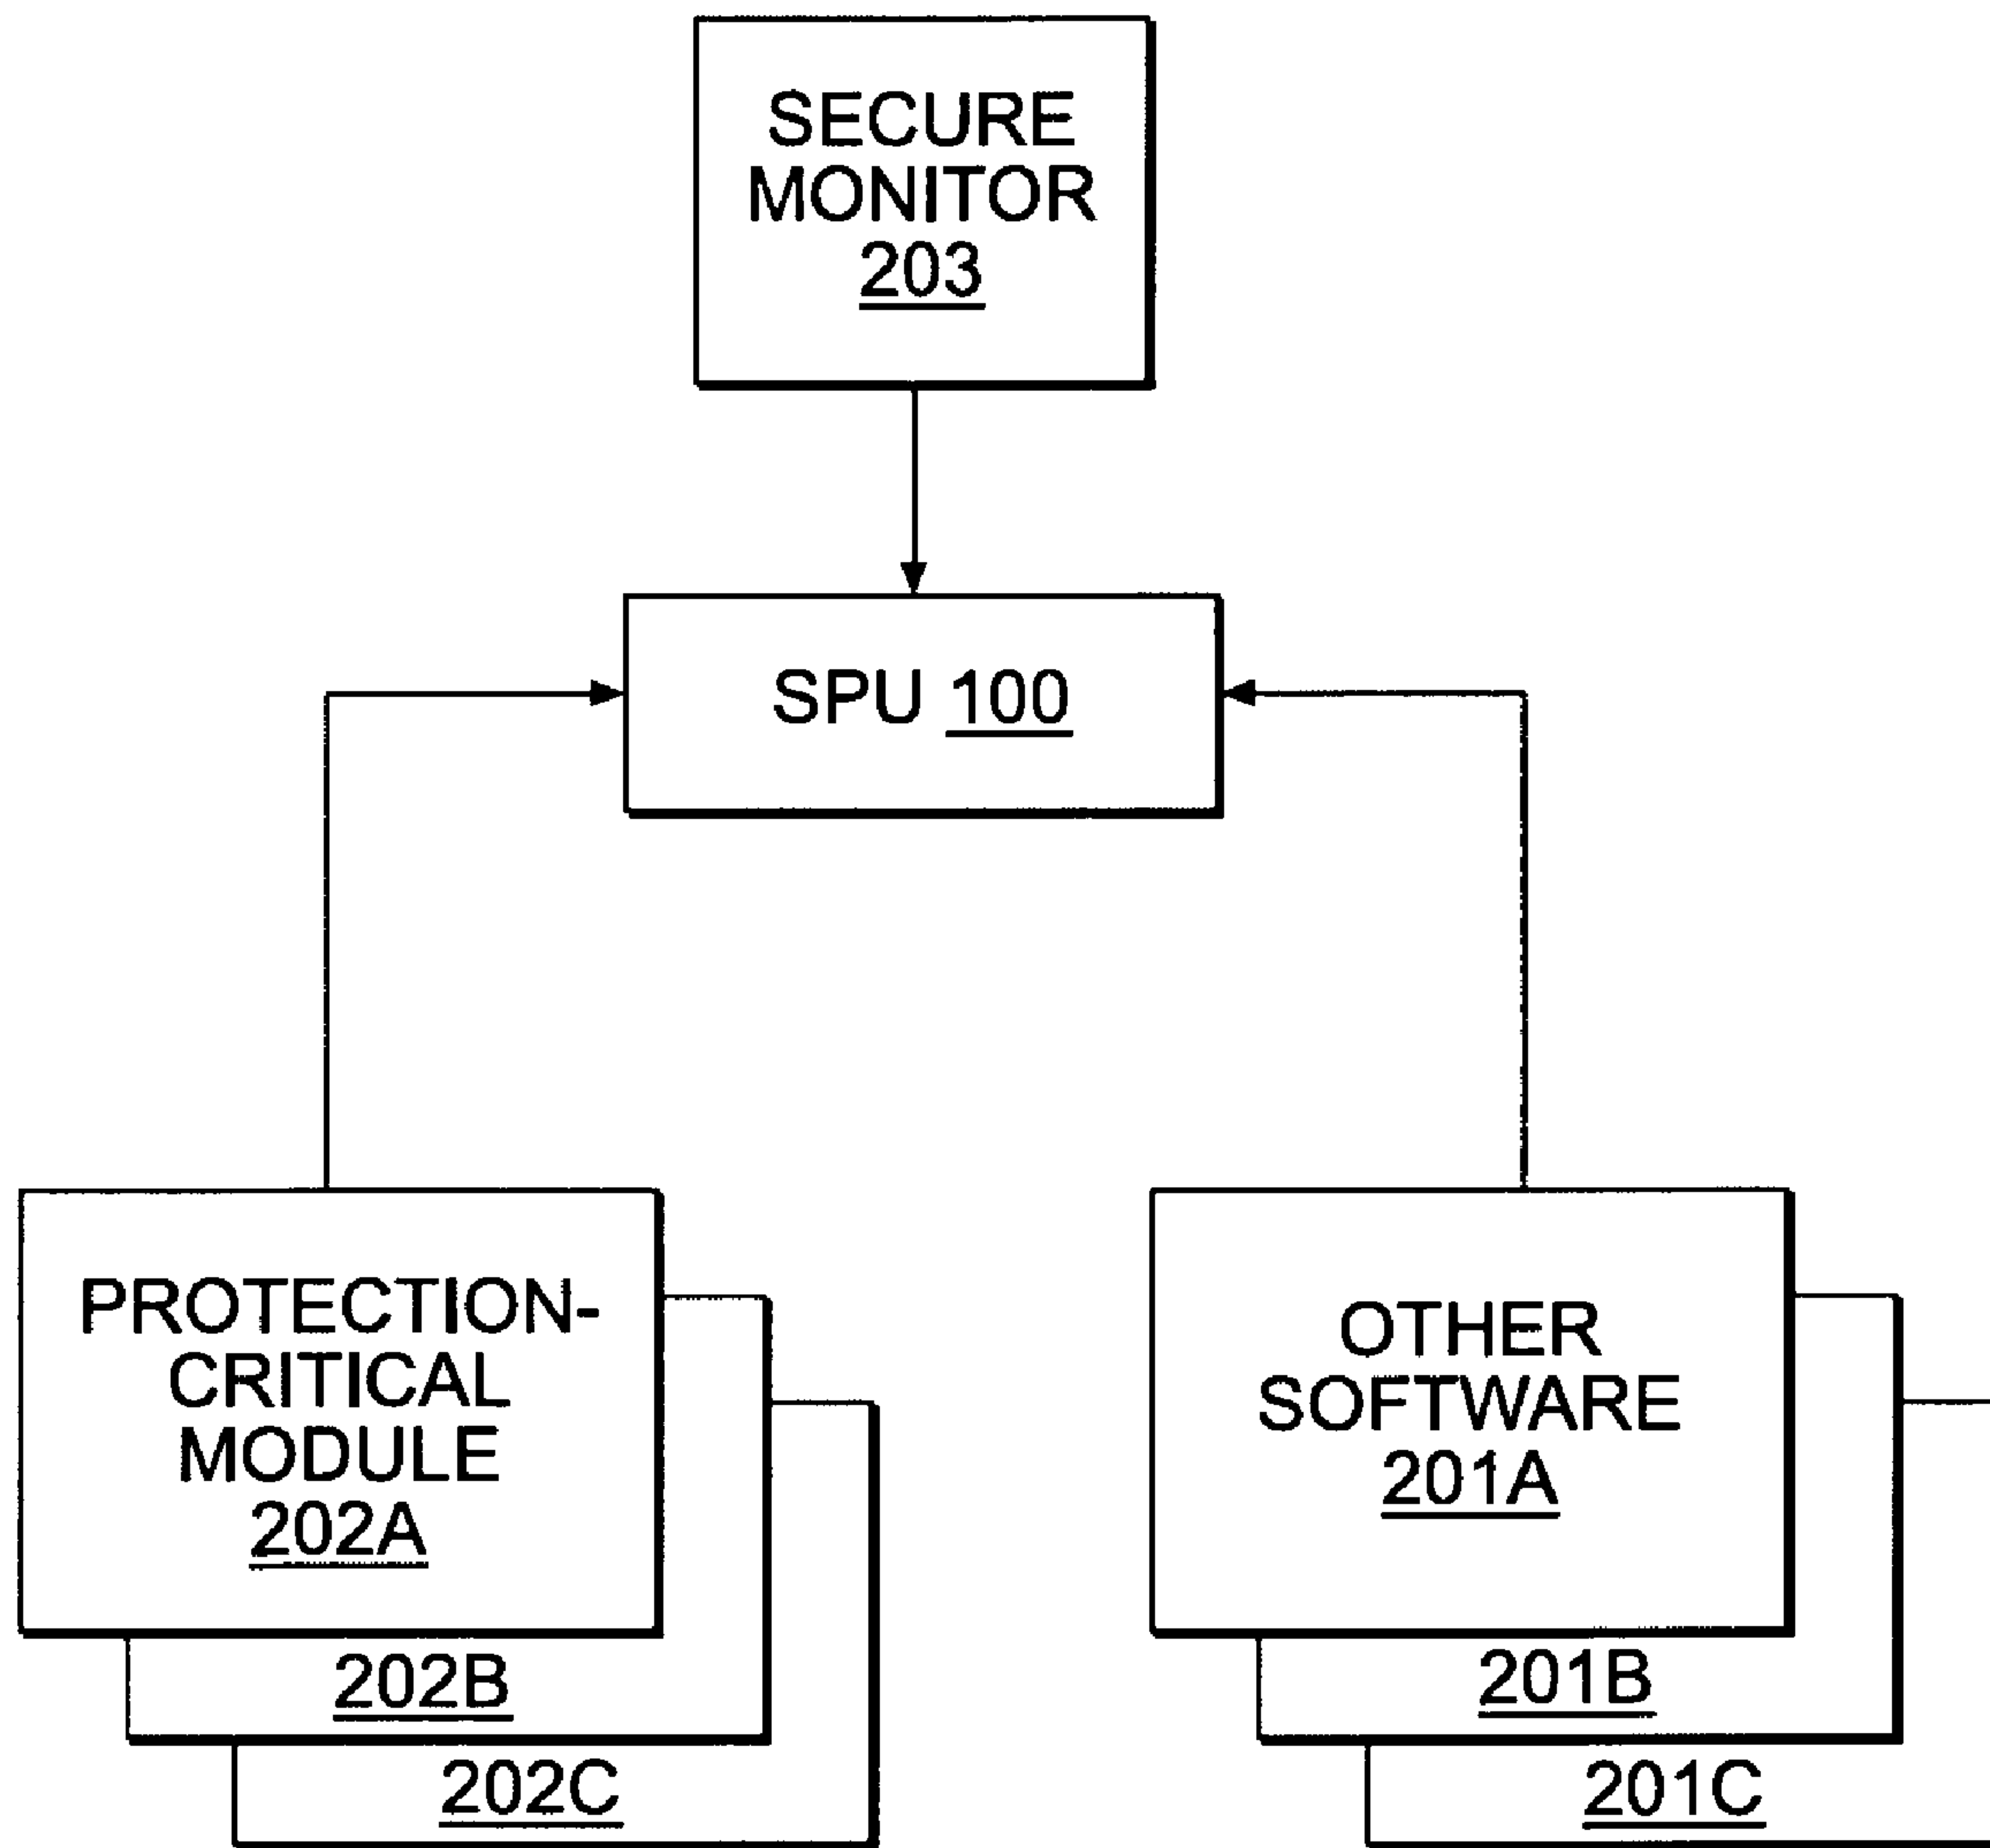 SECURE
MONITOR
203
SPU 100
PROTECTION-
CRITICAL
MODULE
202A
202B
202C
OTHER
SOFTWARE
201A
201B
201C